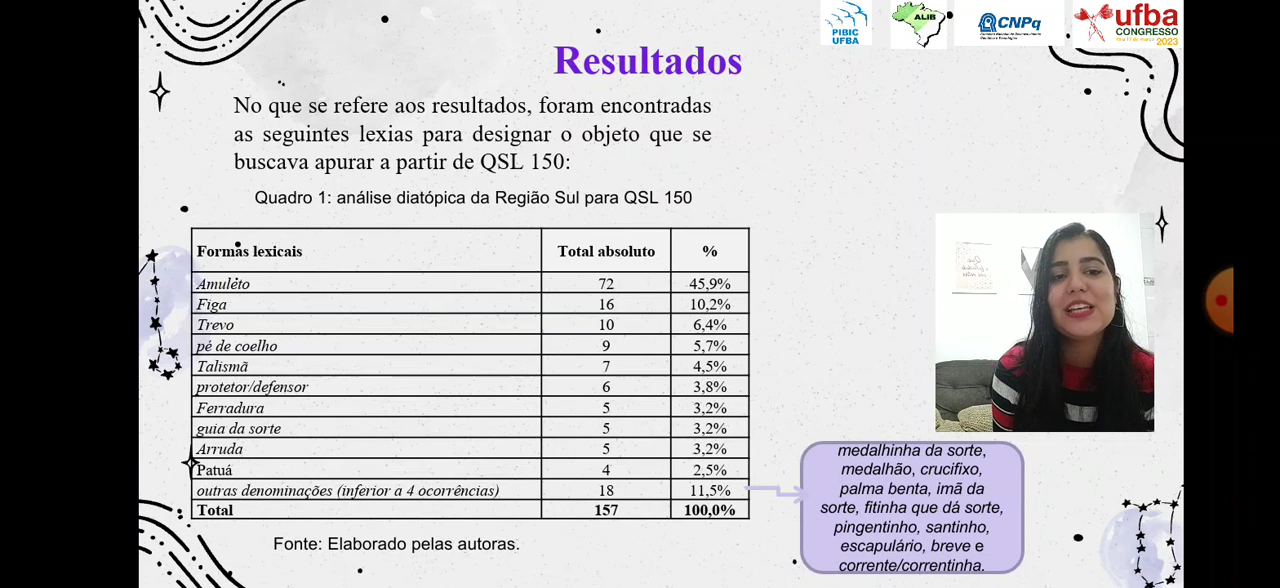 PIBIC
UFBA
ALIB
CNPq
ufba
CONGRESSO
2023
Resultados
No que se refere aos resultados, foram encontradas
as seguintes lexias para designar o objeto que se
buscava apurar a partir de QSL 150:
Quadro 1: análise diatópica da Região Sul para QSL 150
Formas lexicais Total absoluto %
Amuleto 72 45,9%
Figa 16 10,2%
Trevo 10 6,4%
pé de coelho 9 5,7%
Talismã 7 4,5%
protetor/defensor 6 3,8%
Ferradura 5 3,2%
guia da sorte 5 3,2%
Arruda 5 3,2%
Patuá 4 2,5%
outras denominações (inferior a 4 ocorrências) 18 11,5%
Total 157 100,0%
Fonte: Elaborado pelas autoras.
medalhinha da sorte,
medalhão, crucifixo,
palma benta, imã da
sorte, fitinha que dá sorte,
pingentinho, santinho,
escapulário, breve e
corrente/correntinha.